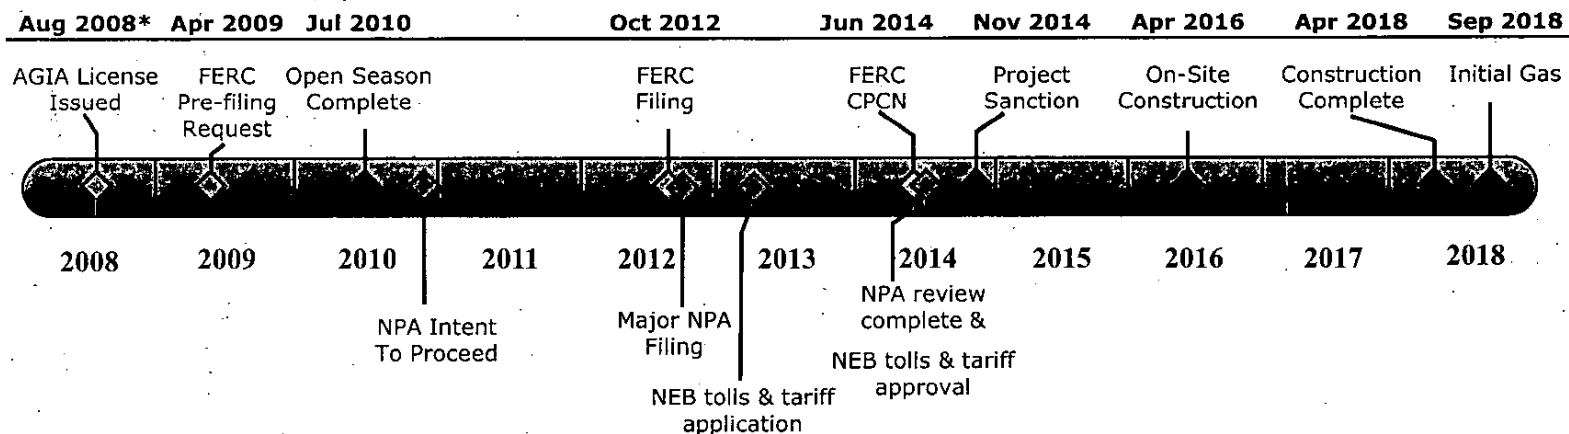 Aug 2008* Apr 2009 Jul 2010 Oct 2012 Jun 2014 Nov 2014 Apr 2016 Apr 2018 Sep 2018
AGIA License
Issued
FERC
Pre-filing
Request
Open Season
Complete
FERC
Filing
FERC
CPCN
Project
Sanction
On-Site
Construction
Construction
Complete
Initial Gas
2008 2009 2010 2011 2012 2013 2014 2015 2016 2017 2018
NPA Intent
To Proceed
Major NPA
Filing
NEB tolls & tariff
application
NPA review
complete &
NEB tolls & tariff
approval